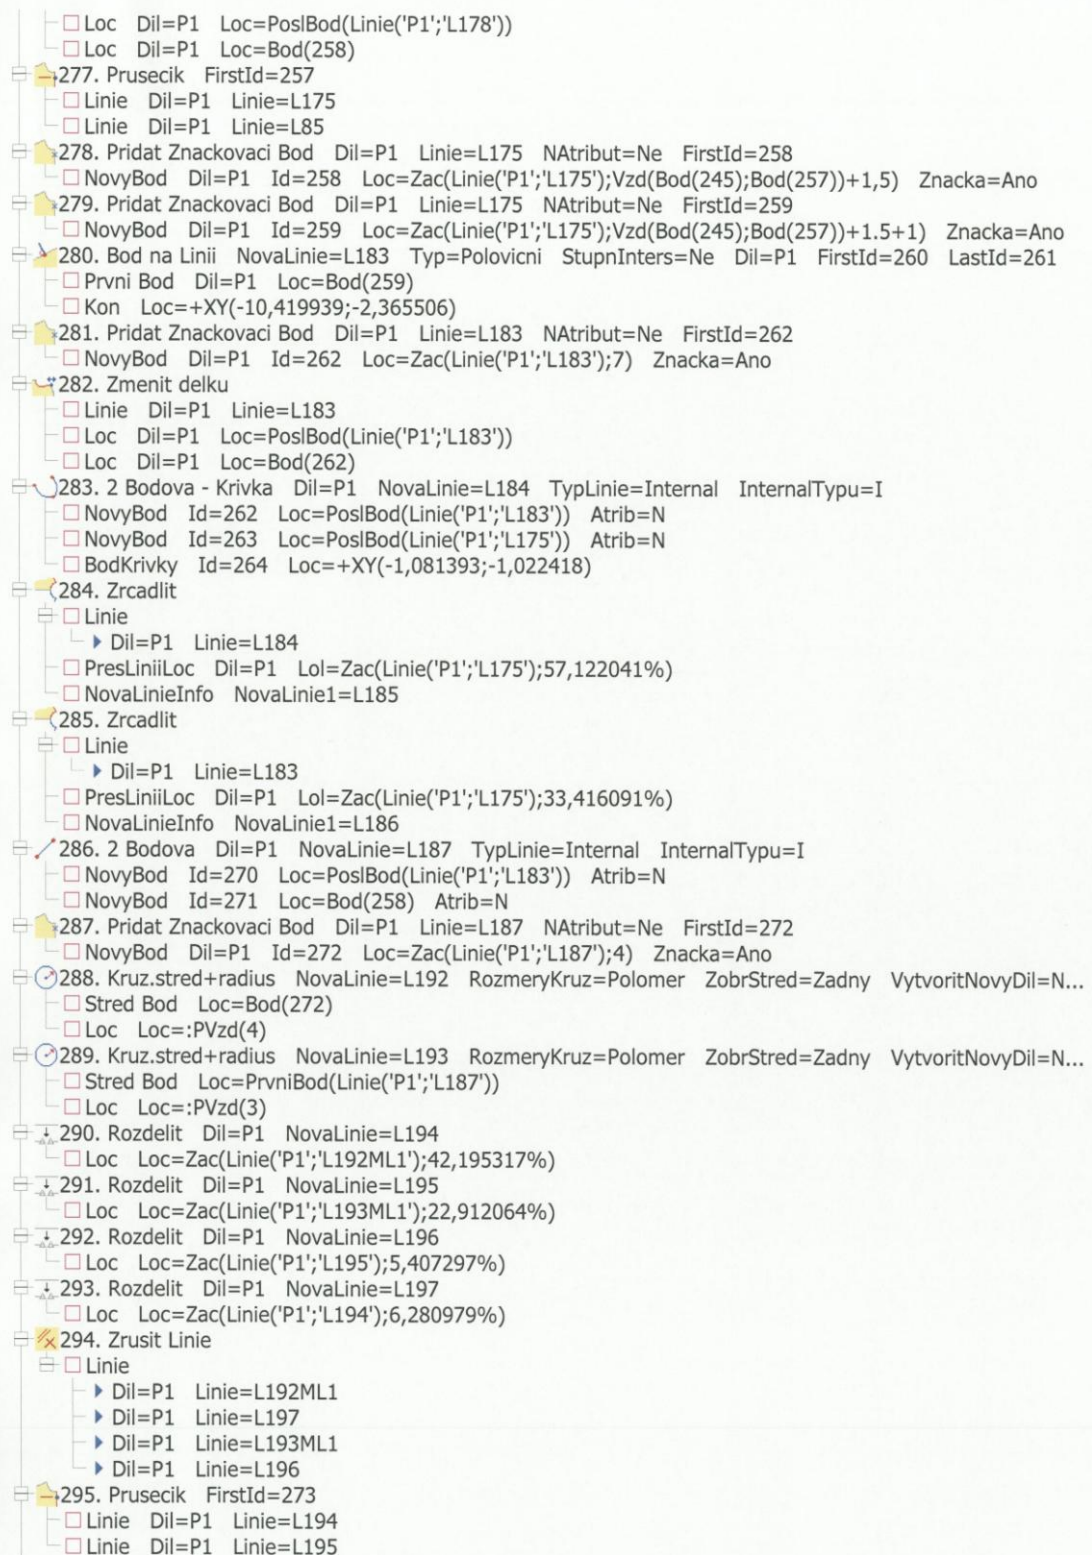 Loc Dil=P1 Loc=PoslBod(Linie('P1';'L178'))
Loc Dil=P1 Loc=Bod(258)
277. Prusecik FirstId=257
Linie Dil=P1 Linie=L175
Linie Dil=P1 Linie=L85
278. Pridat Znackovaci Bod Dil=P1 Linie=L175 NAtribut=Ne FirstId=258
NovyBod Dil=P1 Id=258 Loc=Zac(Linie('P1';'L175');Vzd(Bod(245);Bod(257))+1,5) Znacka=Ano
279. Pridat Znackovaci Bod Dil=P1 Linie=L175 NAtribut=Ne FirstId=259
NovyBod Dil=P1 Id=259 Loc=Zac(Linie('P1';'L175');Vzd(Bod(245);Bod(257))+1.5+1) Znacka=Ano
280. Bod na Linii NovaLinie=L183 Typ=Polovicni StupnInters=Ne Dil=P1 FirstId=260 LastId=261
Prvni Bod Dil=P1 Loc=Bod(259)
Kon Loc=+XY(-10,419939;-2,365506)
281. Pridat Znackovaci Bod Dil=P1 Linie=L183 NAtribut=Ne FirstId=262
NovyBod Dil=P1 Id=262 Loc=Zac(Linie('P1';'L183');7) Znacka=Ano
282. Zmenit delku
Linie Dil=P1 Linie=L183
Loc Dil=P1 Loc=PoslBod(Linie('P1';'L183'))
Loc Dil=P1 Loc=Bod(262)
283. 2 Bodova - Krivka Dil=P1 NovaLinie=L184 TypLinie=Internal InternalTypu=I
NovyBod Id=262 Loc=PoslBod(Linie('P1';'L183')) Atrib=N
NovyBod Id=263 Loc=PoslBod(Linie('P1';'L175')) Atrib=N
BodKrivky Id=264 Loc=+XY(-1,081393;-1,022418)
284. Zrcadlit
Linie
Dil=P1 Linie=L184
PresLiniiLoc Dil=P1 Lol=Zac(Linie('P1';'L175');57,122041%)
NovaLinieInfo NovaLinie1=L185
285. Zrcadlit
Linie
Dil=P1 Linie=L183
PresLiniiLoc Dil=P1 Lol=Zac(Linie('P1';'L175');33,416091%)
NovaLinieInfo NovaLinie1=L186
286. 2 Bodova Dil=P1 NovaLinie=L187 TypLinie=Internal InternalTypu=I
NovyBod Id=270 Loc=PoslBod(Linie('P1';'L183')) Atrib=N
NovyBod Id=271 Loc=Bod(258) Atrib=N
287. Pridat Znackovaci Bod Dil=P1 Linie=L187 NAtribut=Ne FirstId=272
NovyBod Dil=P1 Id=272 Loc=Zac(Linie('P1';'L187');4) Znacka=Ano
288. Kruz.stred+radius NovaLinie=L192 RozmeryKruz=Polomer ZobrStred=Zadny VytvoritNovyDil=N...
Stred Bod Loc=Bod(272)
Loc Loc=:PVzd(4)
289. Kruz.stred+radius NovaLinie=L193 RozmeryKruz=Polomer ZobrStred=Zadny VytvoritNovyDil=N...
Stred Bod Loc=PrvniBod(Linie('P1';'L187'))
Loc Loc=:PVzd(3)
290. Rozdelit Dil=P1 NovaLinie=L194
Loc Loc=Zac(Linie('P1';'L192ML1');42,195317%)
291. Rozdelit Dil=P1 NovaLinie=L195
Loc Loc=Zac(Linie('P1';'L193ML1');22,912064%)
292. Rozdelit Dil=P1 NovaLinie=L196
Loc Loc=Zac(Linie('P1';'L195');5,407297%)
293. Rozdelit Dil=P1 NovaLinie=L197
Loc Loc=Zac(Linie('P1';'L194');6,280979%)
294. Zrusit Linie
Linie
Dil=P1 Linie=L192ML1
Dil=P1 Linie=L197
Dil=P1 Linie=L193ML1
Dil=P1 Linie=L196
295. Prusecik FirstId=273
Linie Dil=P1 Linie=L194
Linie Dil=P1 Linie=L195